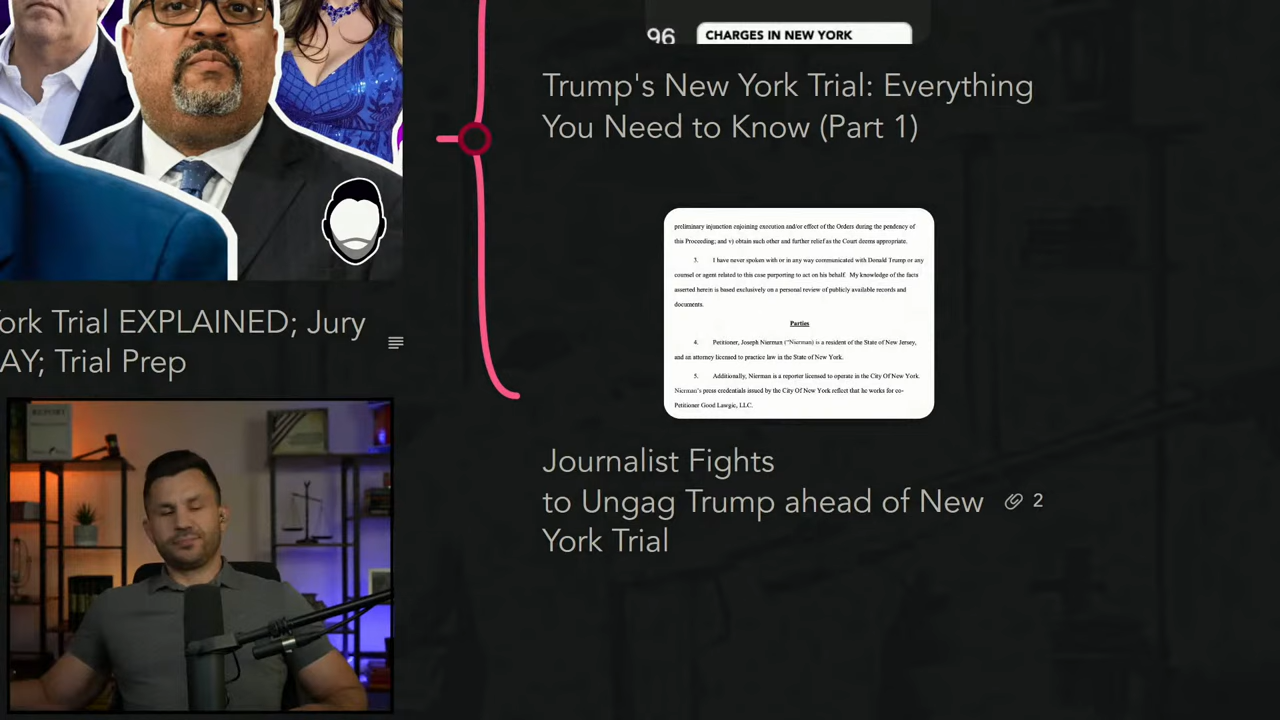 96 CHARGES IN NEW YORK
Trump's New York Trial: Everything
You Need to Know (Part 1)
preliminary injunction enjoining execution and/or effect of the Orders during the pendency of
this Proceeding; and v) obtain such other and further relief as the Court deems appropriate.
3. I have never spoken with or in any way communicated with Donald Trump or any
counsel or agent related to this case purporting to act on his behalf. My knowledge of the facts
asserted herein is based exclusively on a personal review of publicly available records and
documents.
Parties
4. Petitioner, Joseph Nierman ("Nierman) is a resident of the State of New Jersey,
and an attorney licensed to practice law in the State of New York.
5. Additionally, Nierman is a reporter licensed to operate in the City Of New York.
Nierman's press credentials issued by the City Of New York reflect that he works for co-
Petitioner Good Lawgic, LLC.
ork Trial EXPLAINED; Jury
AY; Trial Prep
Journalist Fights
to Ungag Trump ahead of New 2
York Trial